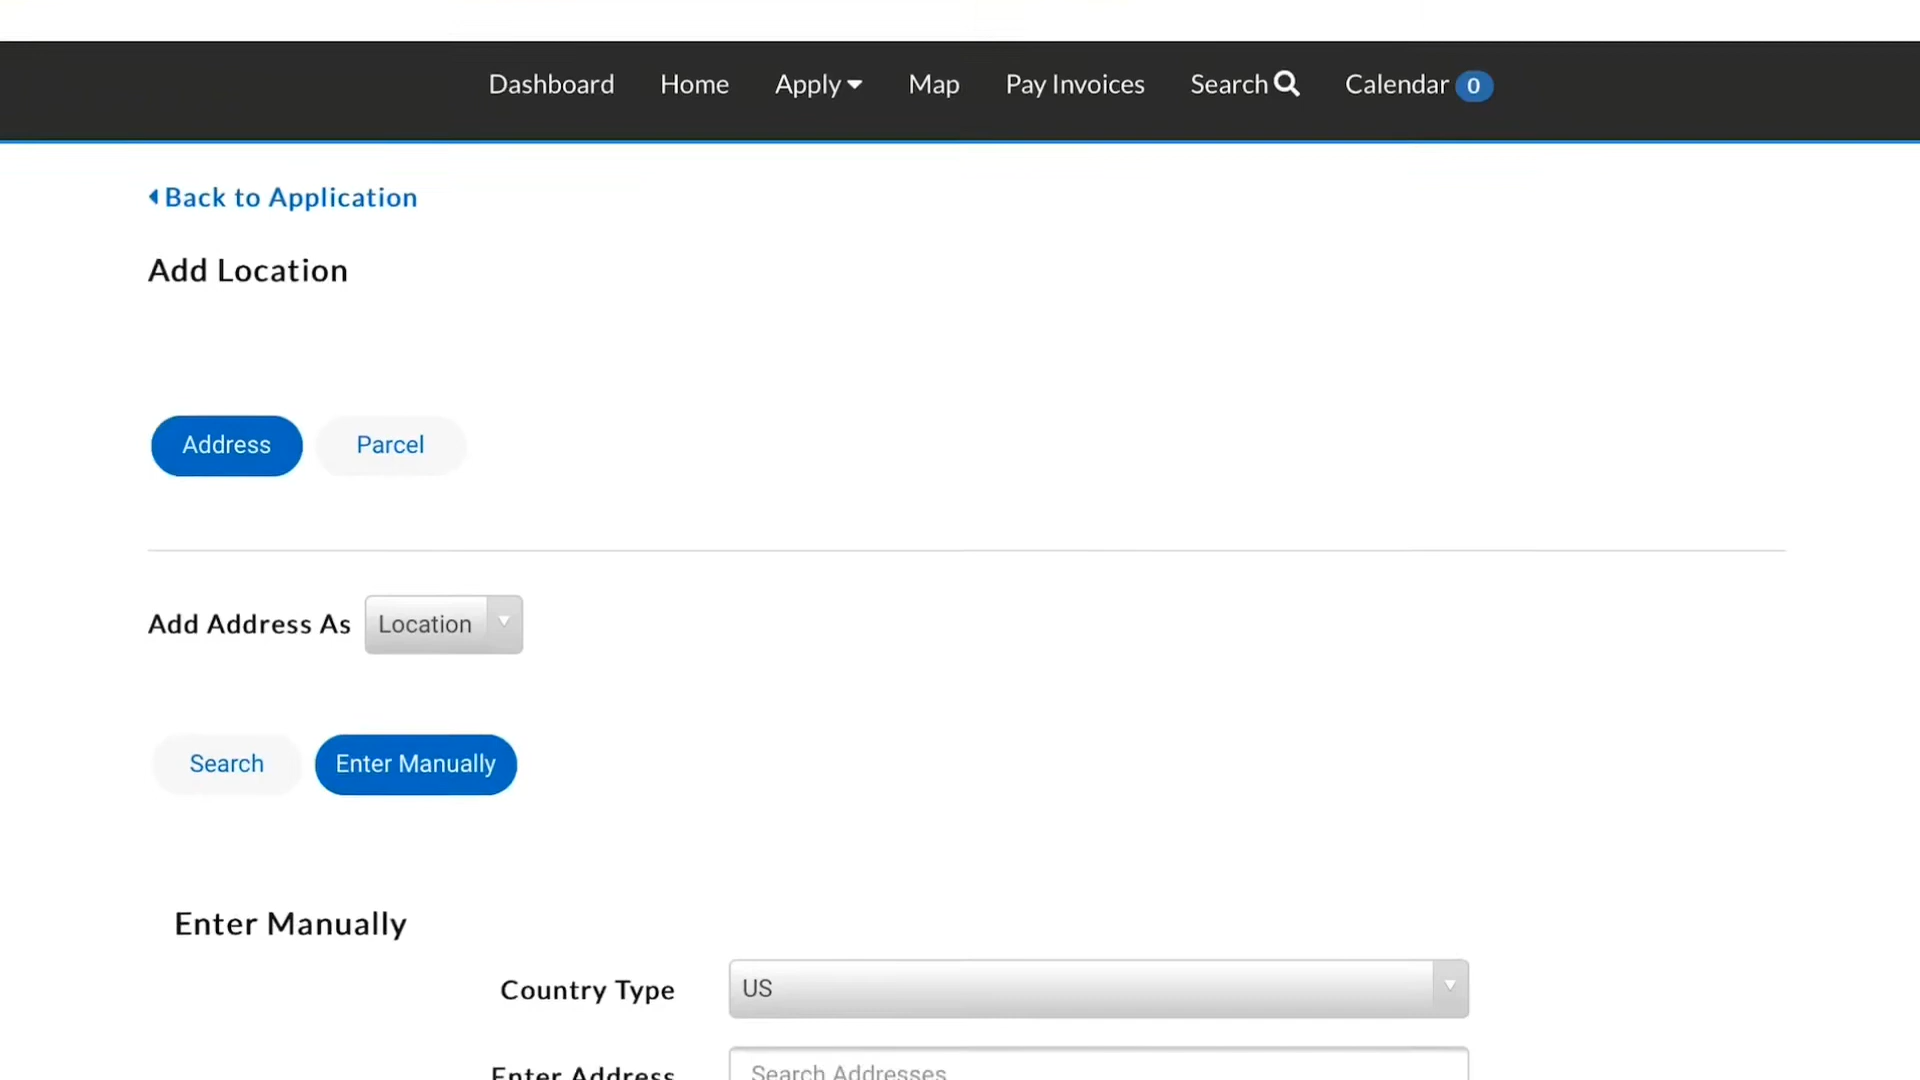 Dashboard Home Apply Map Pay Invoices Search Calendar 0
Back to Application
Add Location
Address Parcel
Add Address As Location
Search Enter Manually
Enter Manually
Country Type US
Enter Address Search Addresses